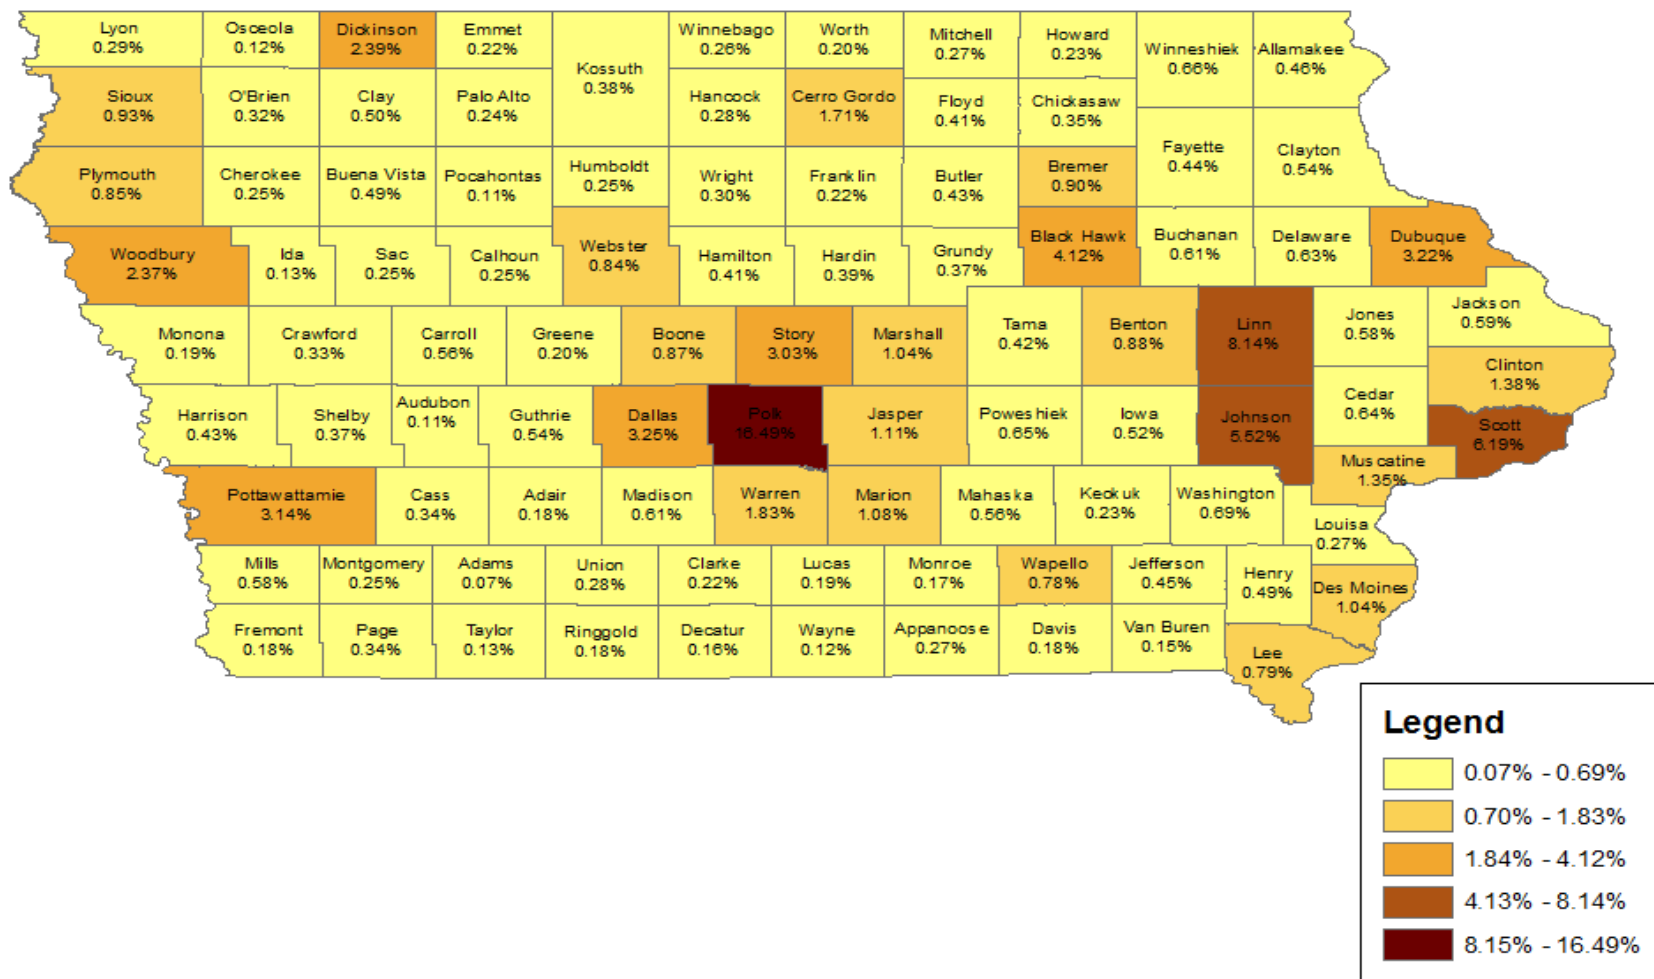 Lyon
0.29%
Osceola
0.12%
Dickinson
2.39%
Emmet
0.22%
Kossuth
0.38%
Winnebago
0.26%
Worth
0.20%
Mitchell
0.27%
Howard
0.23%
Winneshiek
0.66%
Allamakee
0.46%
Sioux
0.93%
O'Brien
0.32%
Clay
0.50%
Palo Alto
0.24%
Hancock
0.28%
Cerro Gordo
1.71%
Floyd
0.41%
Chickasaw
0.35%
Fayette
0.44%
Clayton
0.54%
Plymouth
0.85%
Cherokee
0.25%
Buena Vista
0.49%
Pocahontas
0.11%
Humboldt
0.25%
Wright
0.30%
Franklin
0.22%
Butler
0.43%
Bremer
0.90%
Woodbury
2.37%
Ida
0.13%
Sac
0.25%
Calhoun
0.25%
Webster
0.84%
Hamilton
0.41%
Hardin
0.39%
Grundy
0.37%
Black Hawk
4.12%
Buchanan
0.61%
Delaware
0.63%
Dubuque
3.22%
Monona
0.19%
Crawford
0.33%
Carroll
0.56%
Greene
0.20%
Boone
0.87%
Story
3.03%
Marshall
1.04%
Tama
0.42%
Benton
0.88%
Linn
8.14%
Jones
0.58%
Jackson
0.59%
Clinton
1.38%
Harrison
0.43%
Shelby
0.37%
Audubon
0.11%
Guthrie
0.54%
Dallas
3.25%
Polk
16.49%
Jasper
1.11%
Poweshiek
0.65%
Iowa
0.52%
Johnson
5.52%
Cedar
0.64%
Scott
6.19%
Muscatine
1.35%
Pottawattamie
3.14%
Cass
0.34%
Adair
0.18%
Madison
0.61%
Warren
1.83%
Marion
1.08%
Mahaska
0.56%
Keokuk
0.23%
Washington
0.69%
Louisa
0.27%
Mills
0.58%
Montgomery
0.25%
Adams
0.07%
Union
0.28%
Clarke
0.22%
Lucas
0.19%
Monroe
0.17%
Wapello
0.78%
Jefferson
0.45%
Henry
0.49%
Des Moines
1.04%
Fremont
0.18%
Page
0.34%
Taylor
0.13%
Ringgold
0.18%
Decatur
0.16%
Wayne
0.12%
Appanoose
0.27%
Davis
0.18%
Van Buren
0.15%
Lee
0.79%
Legend
0.07% - 0.69%
0.70% - 1.83%
1.84% - 4.12%
4.13% - 8.14%
8.15% - 16.49%